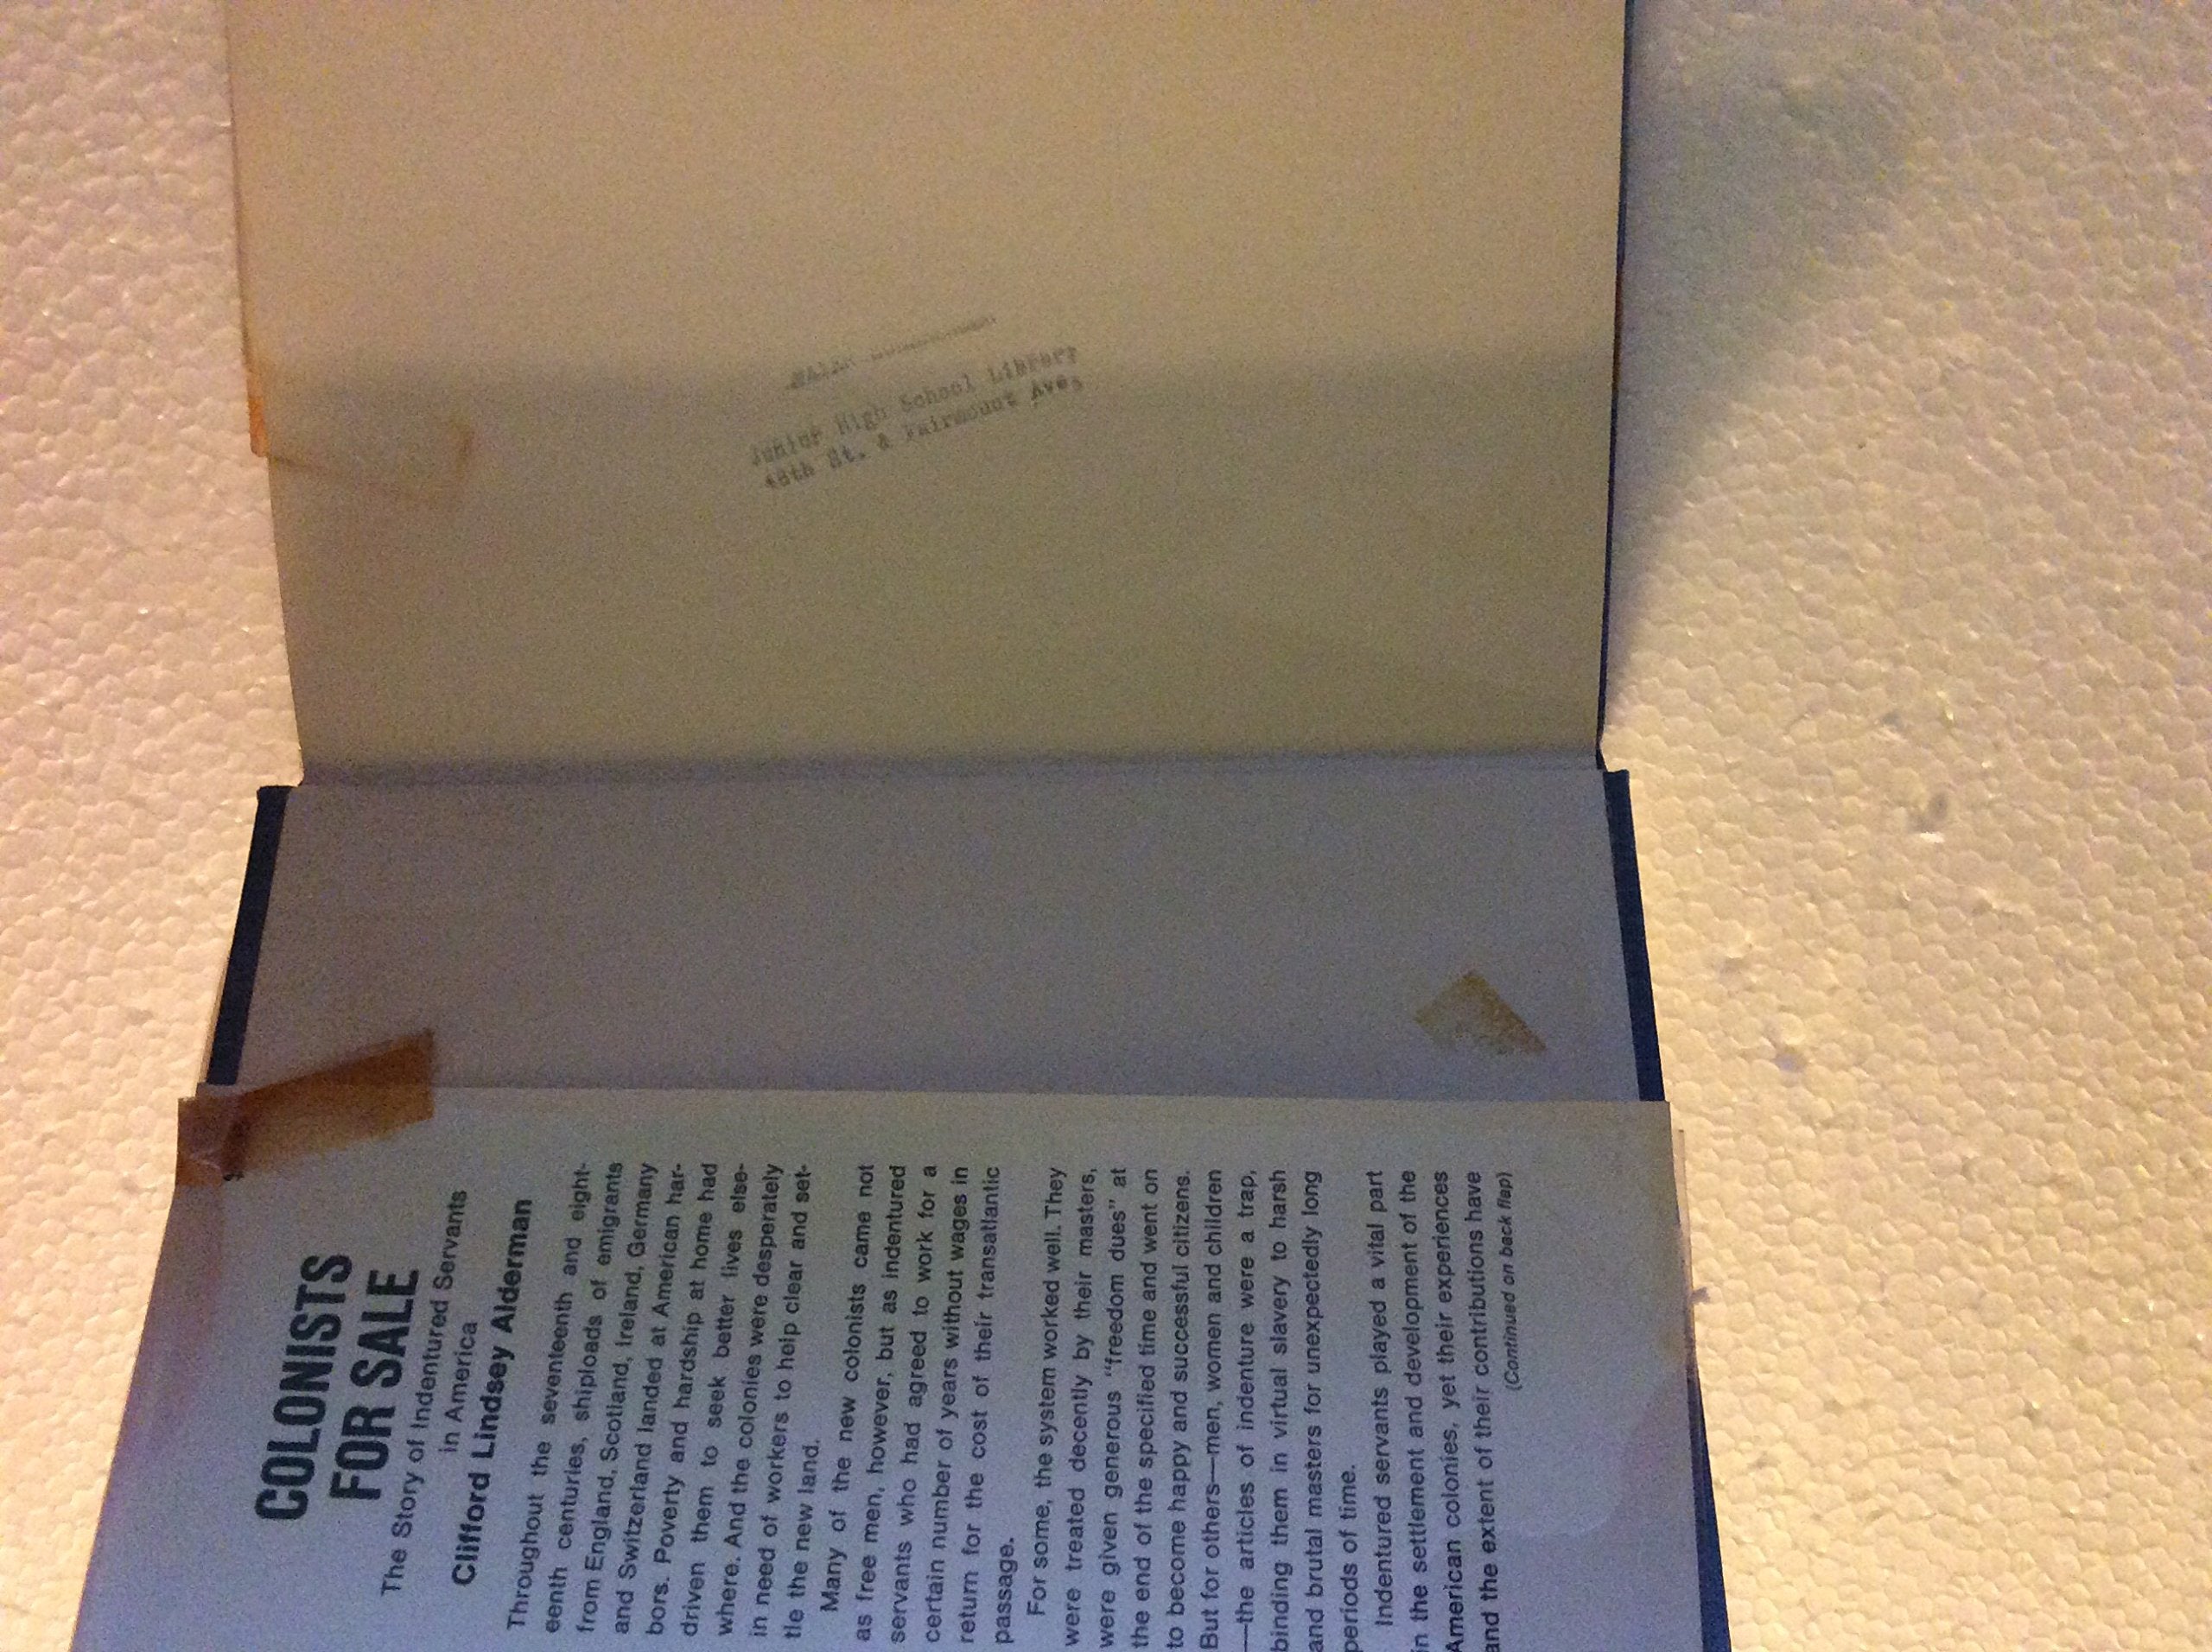 COLONISTS
FOR SALE
The Story of Indentured Servants
in America
Clifford Lindsey Alderman
Throughout the seventeenth and eight-
eenth centuries, shiploads of emigrants
from England, Scotland, Ireland, Germany
and Switzerland landed at American har-
bors. Poverty and hardship at home had
driven them to seek better lives else-
where. And the colonies were desperately
in need of workers to help clear and set-
tle the new land.
Many of the new colonists came not
as free men, however, but as indentured
servants who had agreed to work for a
certain number of years without wages in
return for the cost of their transatlantic
passage.
For some, the system worked well. They
were treated decently by their masters,
were given generous "freedom dues" at
the end of the specified time and went on
to become happy and successful citizens.
But for others—men, women and children
—the articles of indenture were a trap,
binding them in virtual slavery to harsh
and brutal masters for unexpectedly long
periods of time.
Indentured servants played a vital part
in the settlement and development of the
American colonies, yet their experiences
and the extent of their contributions have
(Continued on back flap)
Junior High School Library
48th St. & Fairmount Ave.